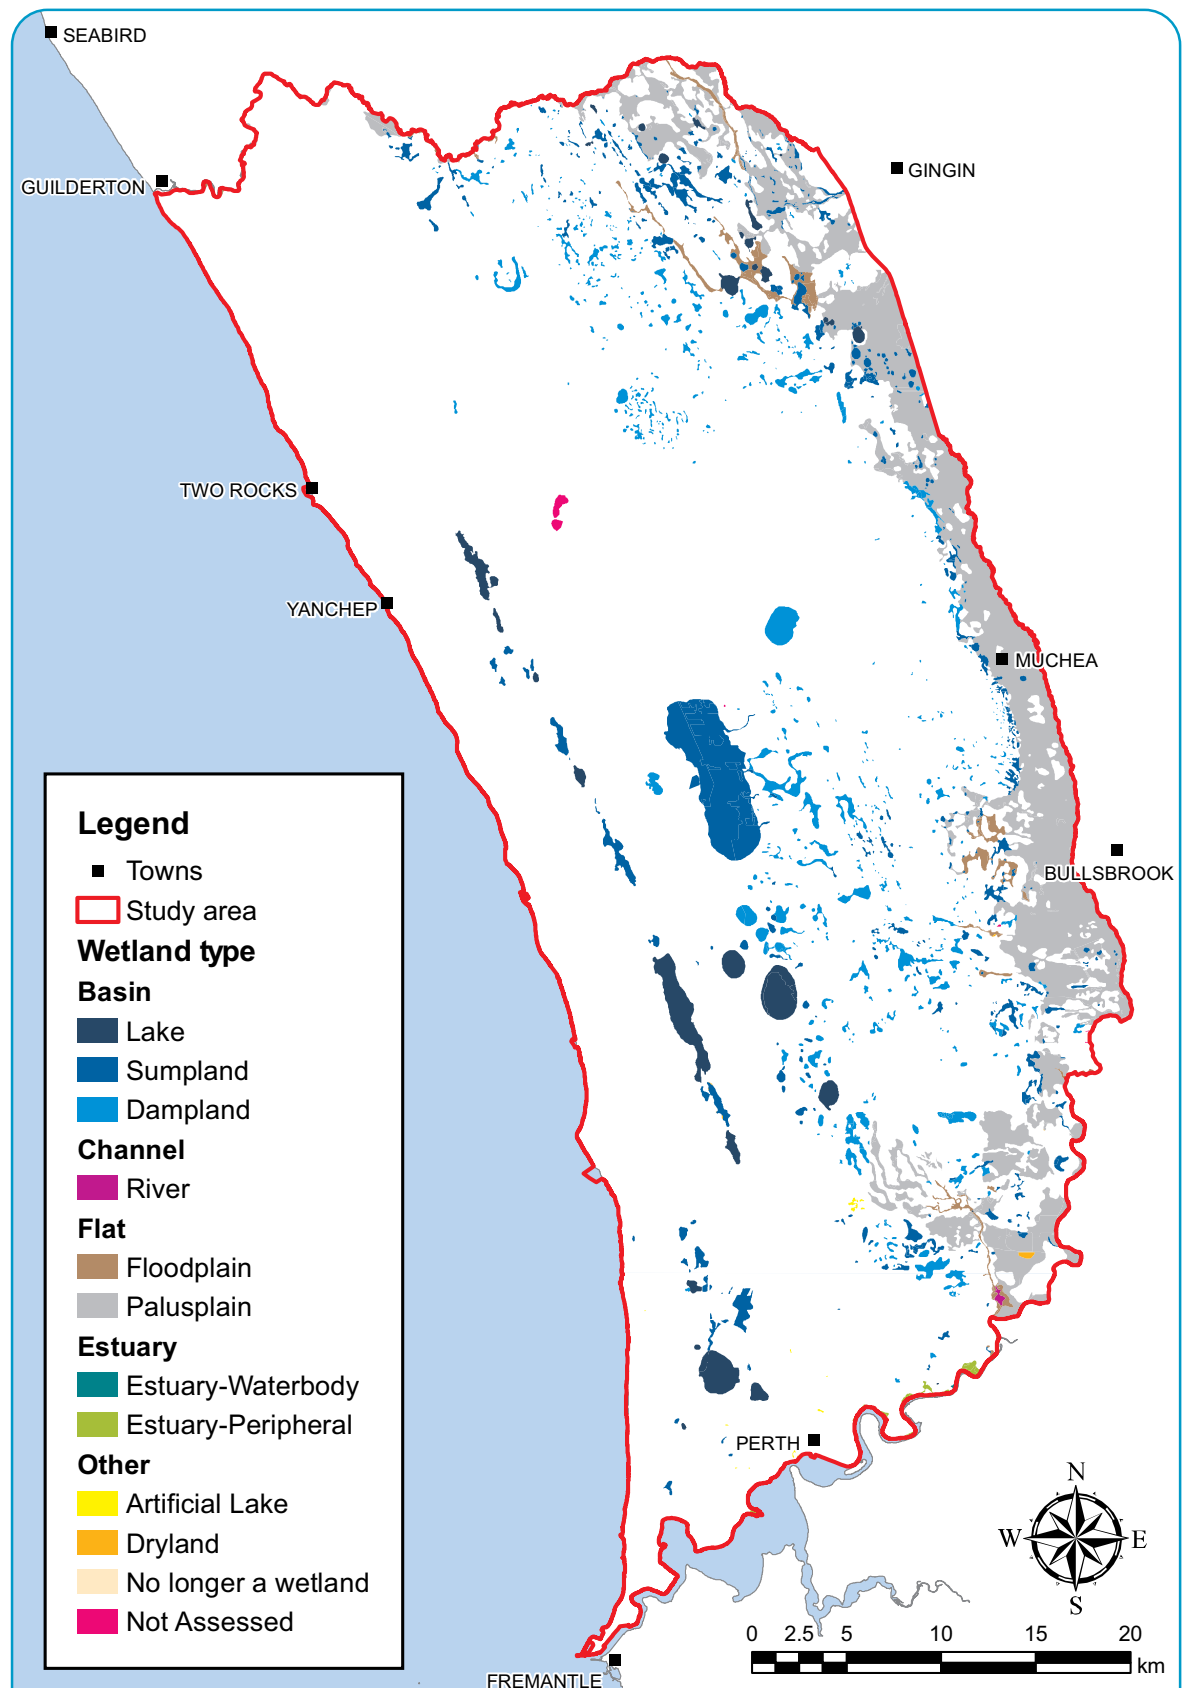 SEABIRD
GINGIN
GUILDERTON
TWO ROCKS
YANCHEP
MUCHEA
BULLSBROOK
Legend
Towns
Study area
Wetland type
Basin
Lake
Sumpland
Dampland
Channel
River
Flat
Floodplain
Palusplain
Estuary
Estuary-Waterbody
Estuary-Peripheral
Other
Artificial Lake
Dryland
No longer a wetland
Not Assessed
PERTH
FREMANTLE
N
W E
S
0 2.5 5 10 15 20
km